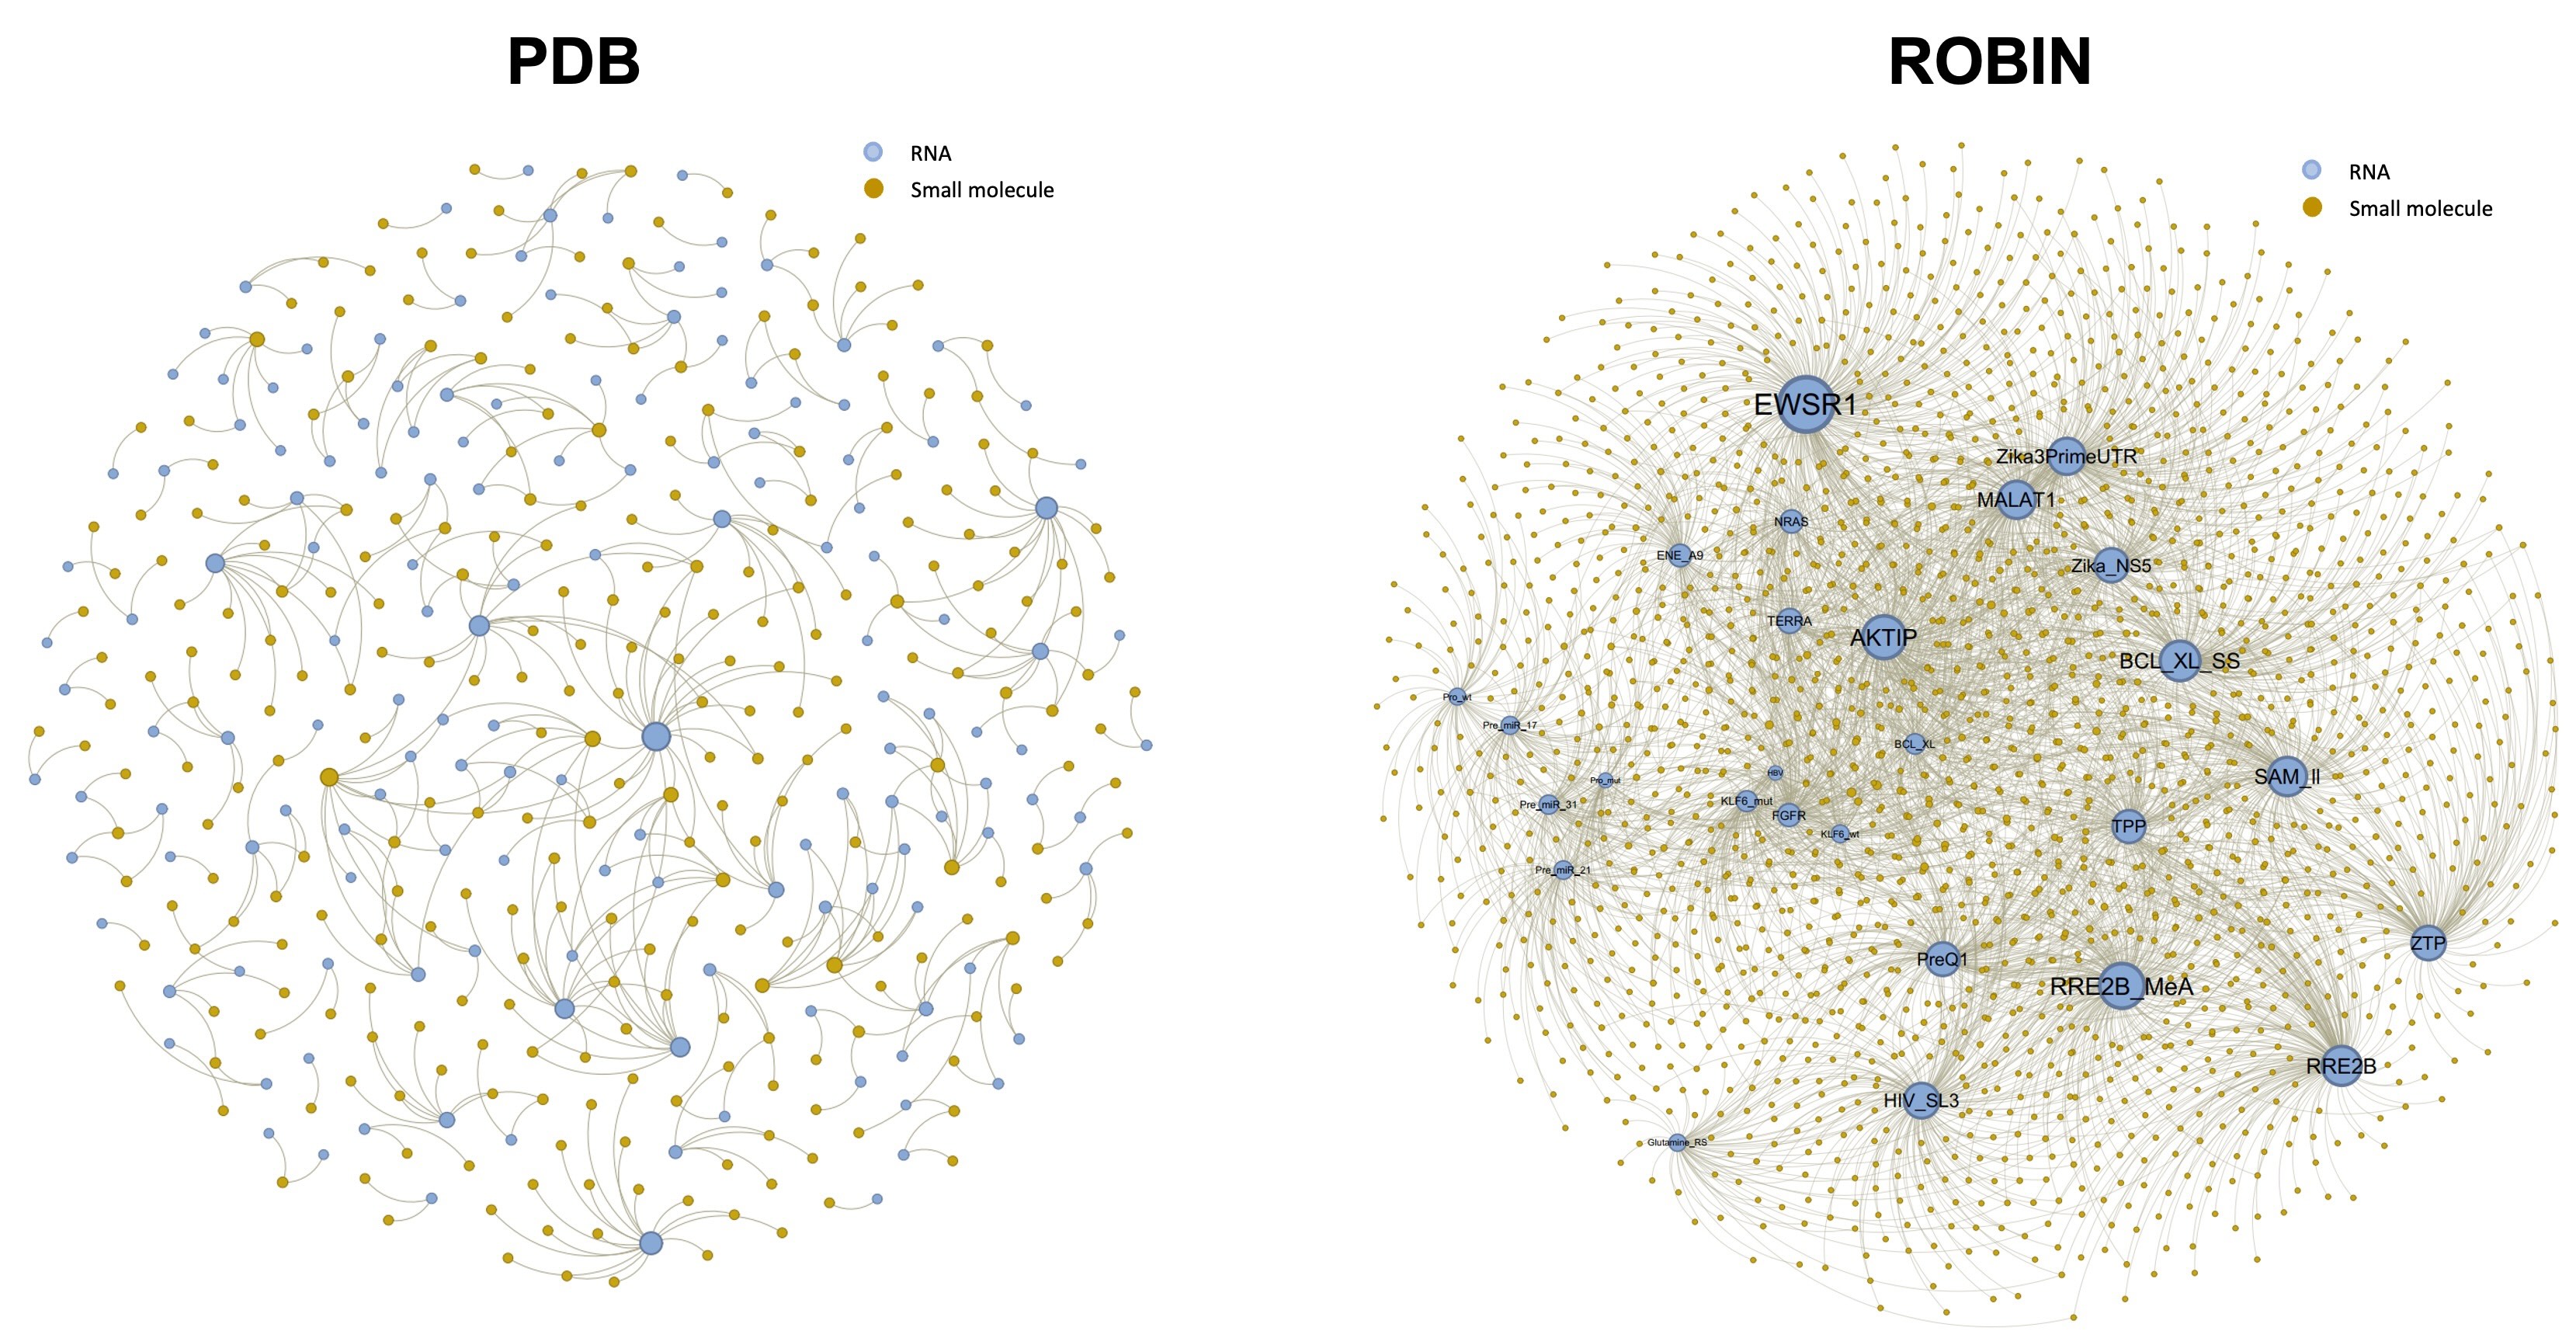 PDB
RNA
Small molecule
ROBIN
RNA
Small molecule
EWSR1
Zika3PrimeUTR
MALAT1
NRAS
ENE_A9
Zika_NS5
TERRA
AKTIP
BCL_XL_SS
Pro_wt
Pre_miR_17
BCL_XL
HBV
Pro_mut
SAM_II
KLF6_mut
Pre_miR_31
FGFR
TPP
KLF6_wt
Pre_miR_21
ZTP
PreQ1
RRE2B_MeA
RRE2B
HIV_SL3
Glutamine_RS